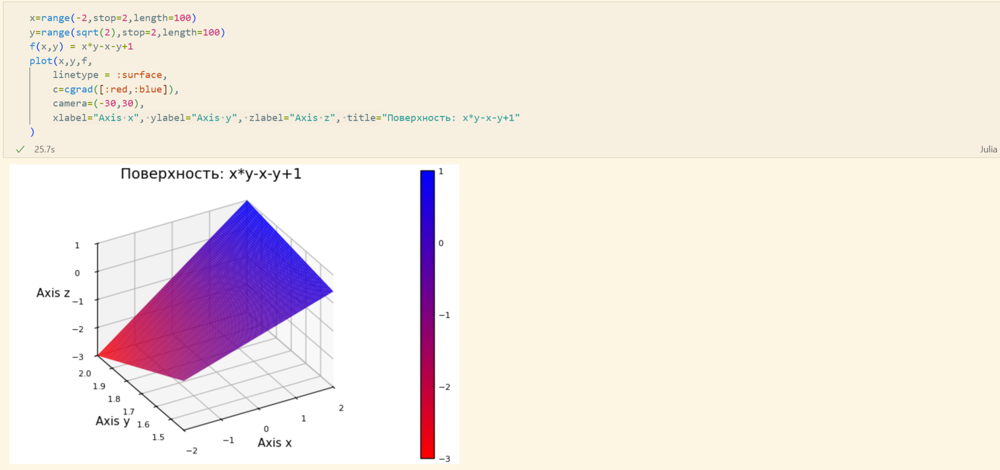 x=range(-2,stop=2,length=100)
y=range(sqrt(2),stop=2,length=100)
f(x,y) = x*y-x-y+1
plot(x,y,f,
linetype = :surface,
c=cgrad([:red,:blue]),
camera=(-30,30),
xlabel="Axis·x",·ylabel="Axis·y",·zlabel="Axis·z",·title="Поверхность: x*y-x-y+1"
)
25.7s
Julia
Поверхность: x*y-x-y+1
1
0
−1
−2
−3
Axis z
1
0
−1
−2
−3
2.0
1.9
1.8
1.7
1.6
1.5
Axis y
−2
−1
0
1
2
Axis x